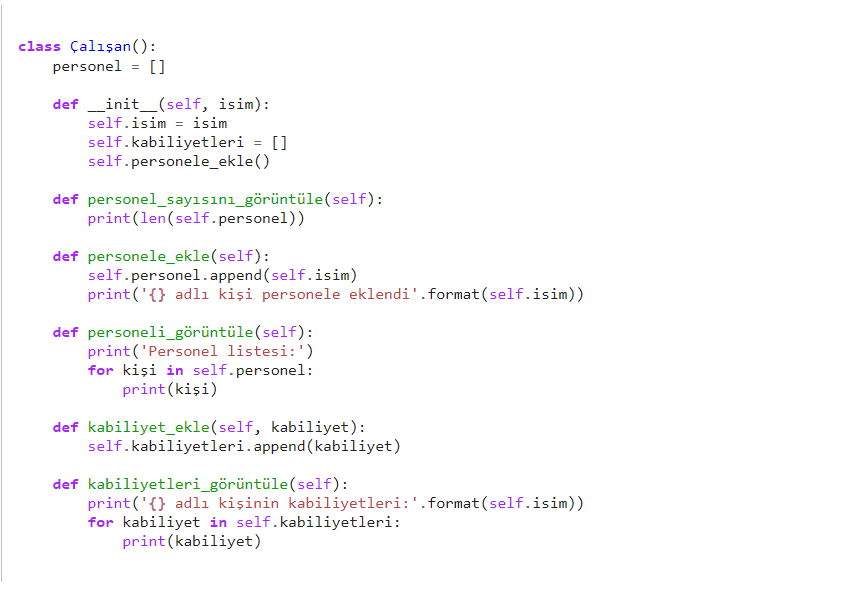 class Çalışan():
    personel = []
    def __init__(self, isim):
        self.isim = isim
        self.kabiliyetleri = []
        self.personele_ekle()
    def personel_sayısını_görüntüle(self):
        print(len(self.personel))
    def personele_ekle(self):
        self.personel.append(self.isim)
        print('{} adlı kişi personele eklendi'.format(self.isim))
    def personeli_görüntüle(self):
        print('Personel listesi:')
        for kişi in self.personel:
            print(kişi)
    def kabiliyet_ekle(self, kabiliyet):
        self.kabiliyetleri.append(kabiliyet)
    def kabiliyetleri_görüntüle(self):
        print('{} adlı kişinin kabiliyetleri:'.format(self.isim))
        for kabiliyet in self.kabiliyetleri:
            print(kabiliyet)